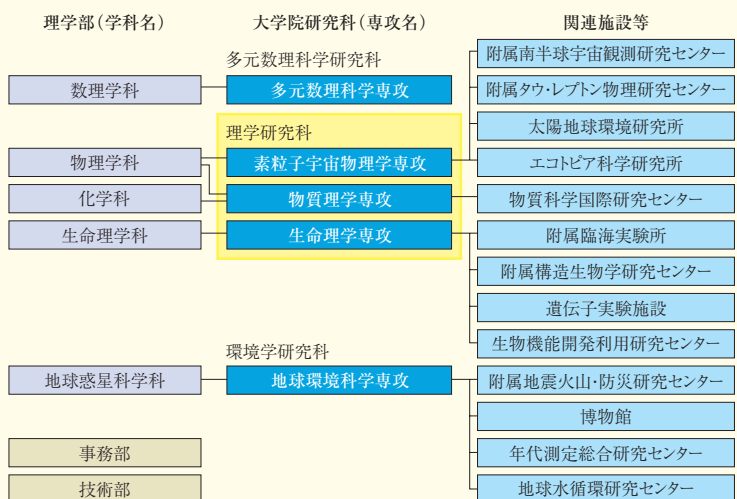 理学部（学科名）
大学院研究科（専攻名）
関連施設等
多元数理科学研究科
附属南半球宇宙観測研究センター
数理学科
多元数理科学専攻
附属タウ・レプトン物理研究センター
理学研究科
太陽地球環境研究所
物理学科
素粒子宇宙物理学専攻
エコトピア科学研究所
化学科
物質理学専攻
物質科学国際研究センター
生命理学科
生命理学専攻
附属臨海実験所
附属構造生物学研究センター
遺伝子実験施設
生物機能開発利用研究センター
環境学研究科
地球惑星科学科
地球環境科学専攻
附属地震火山・防災研究センター
博物館
事務部
年代測定総合研究センター
技術部
地球水循環研究センター